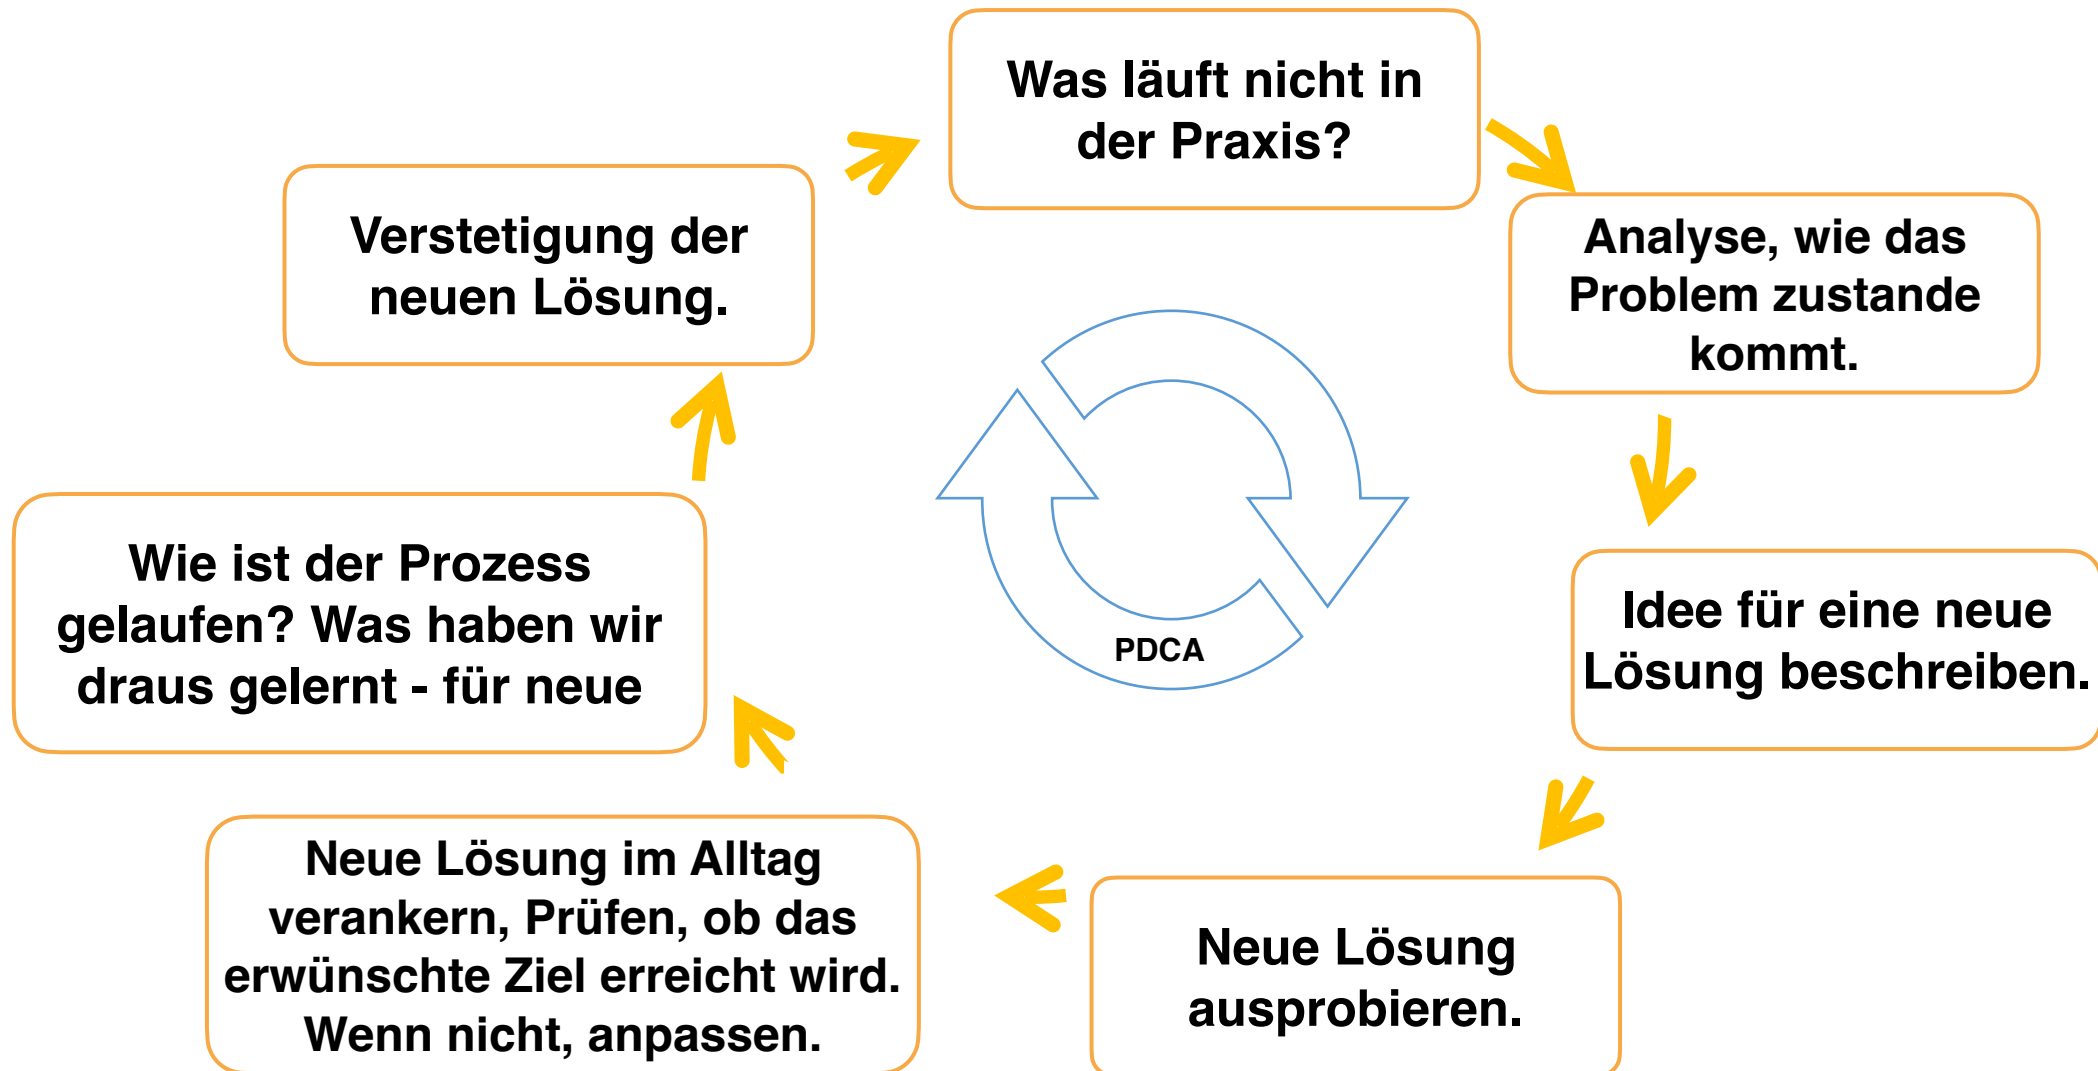 Was läuft nicht in
der Praxis?
Analyse, wie das
Problem zustande
kommt.
Idee für eine neue
Lösung beschreiben.
Neue Lösung
ausprobieren.
Neue Lösung im Alltag
verankern, Prüfen, ob das
erwünschte Ziel erreicht wird.
Wenn nicht, anpassen.
Wie ist der Prozess
gelaufen? Was haben wir
draus gelernt - für neue
Verstetigung der
neuen Lösung.
PDCA